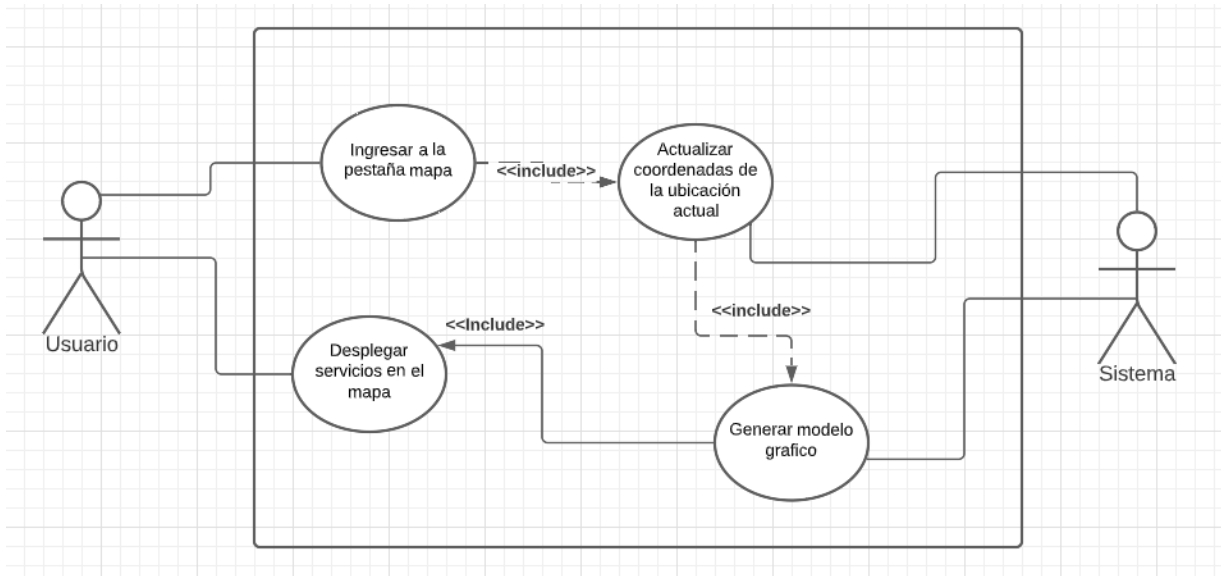 Ingresar a la
pestaña mapa
<<include>>
Actualizar
coordenadas de
la ubicación
actual
<<include>>
<<Include>>
Desplegar
servicios en el
mapa
Generar modelo
grafico
Usuario
Sistema